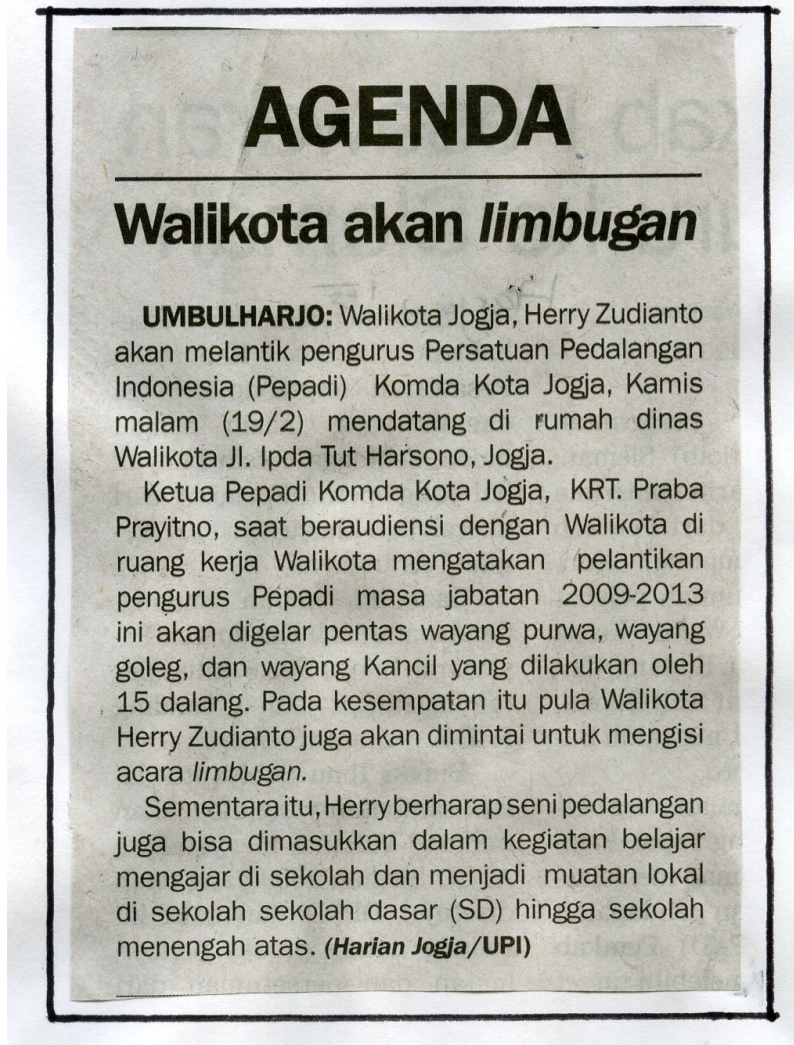 AGENDA
Walikota akan limbugan
UMBULHARJO: Walikota Jogja, Herry Zudianto
akan melantik pengurus Persatuan Pedalangan
Indonesia (Pepadi) Komda Kota Jogja, Kamis
malam (19/2) mendatang di rumah dinas
Walikota Jl. Ipda Tut Harsono, Jogja.
Ketua Pepadi Komda Kota Jogja, KRT. Praba
Prayitno, saat beraudiensi dengan Walikota di
ruang kerja Walikota mengatakan pelantikan
pengurus Pepadi masa jabatan 2009-2013
ini akan digelar pentas wayang purwa, wayang
goleg, dan wayang Kancil yang dilakukan oleh
15 dalang. Pada kesempatan itu pula Walikota
Herry Zudianto juga akan dimintai untuk mengisi
acara limbugan.
Sementara itu, Herry berharap seni pedalangan
juga bisa dimasukkan dalam kegiatan belajar
mengajar di sekolah dan menjadi muatan lokal
di sekolah sekolah dasar (SD) hingga sekolah
menengah atas. (Harian Jogja/UPI)